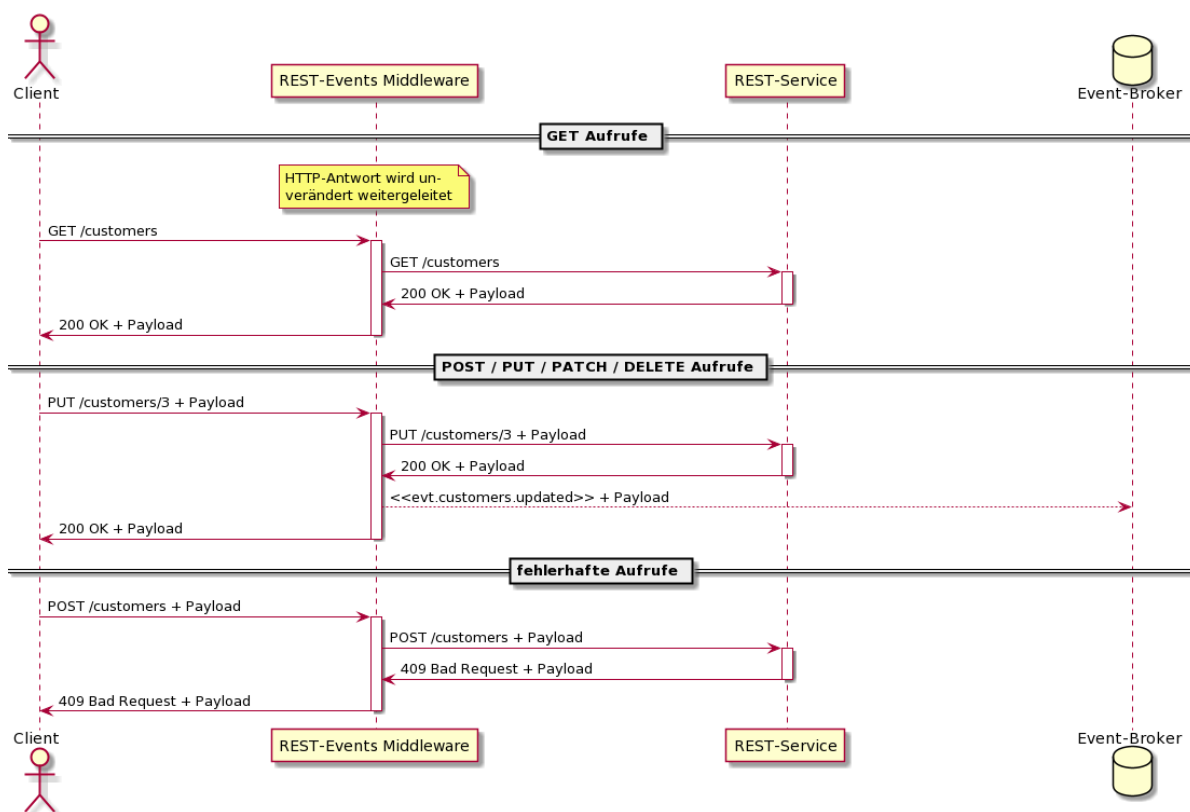 Client
REST-Events Middleware
REST-Service
Event-Broker
GET Aufrufe
HTTP-Antwort wird un-
verändert weitergeleitet
GET /customers
GET /customers
200 OK + Payload
200 OK + Payload
POST / PUT / PATCH / DELETE Aufrufe
PUT /customers/3 + Payload
PUT /customers/3 + Payload
200 OK + Payload
<<evt.customers.updated>> + Payload
200 OK + Payload
fehlerhafte Aufrufe
POST /customers + Payload
POST /customers + Payload
409 Bad Request + Payload
409 Bad Request + Payload
Client
REST-Events Middleware
REST-Service
Event-Broker